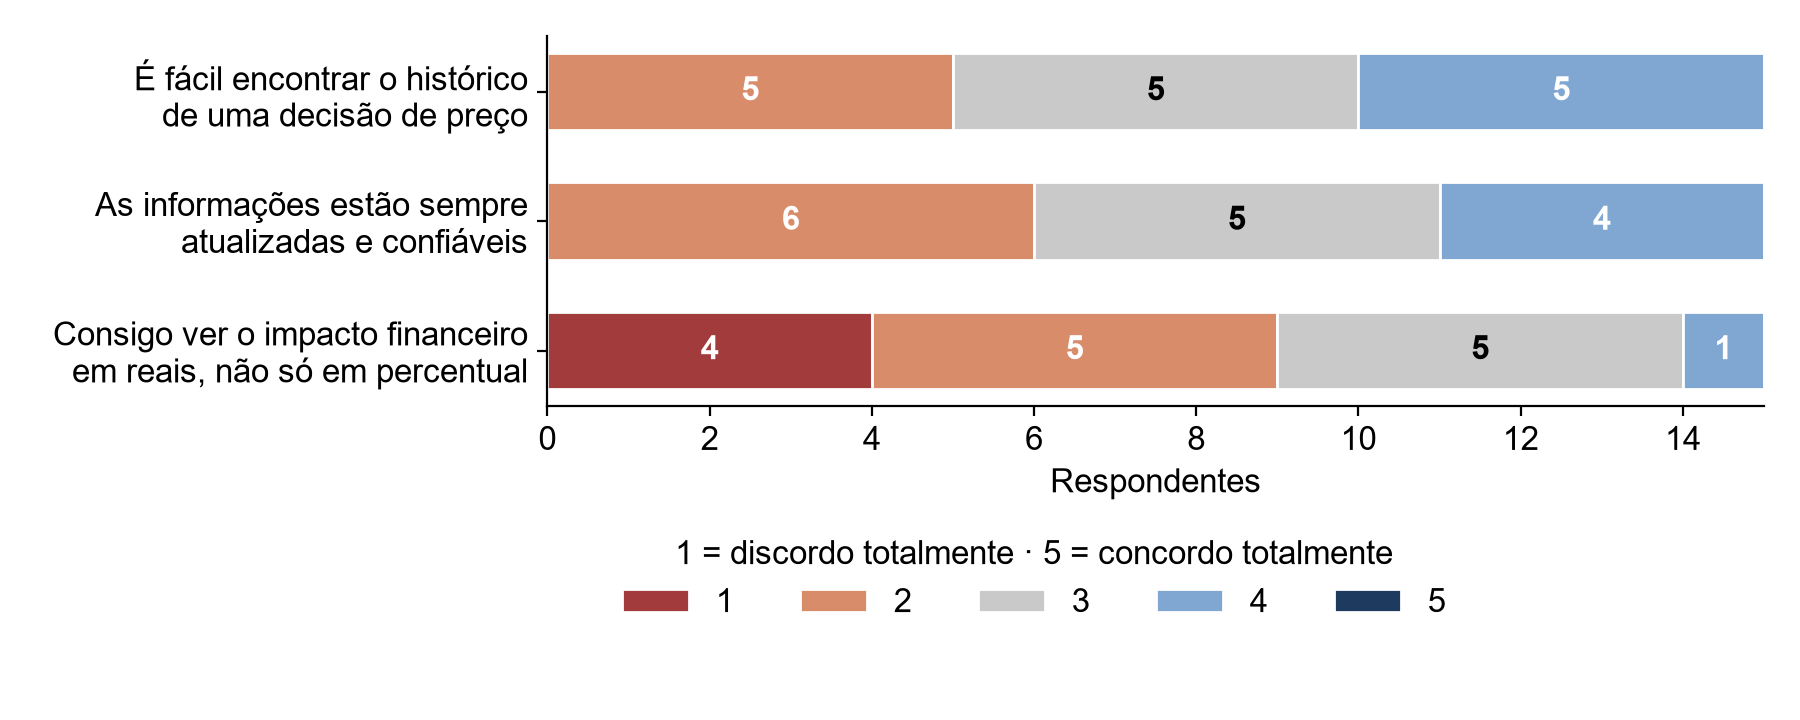 É fácil encontrar o histórico
de uma decisão de preço
5
5
5
As informações estão sempre
atualizadas e confiáveis
6
5
4
Consigo ver o impacto financeiro
em reais, não só em percentual
4
5
5
1
0 2 4 6 8 10 12 14
Respondentes
1 = discordo totalmente · 5 = concordo totalmente
1 2 3 4 5